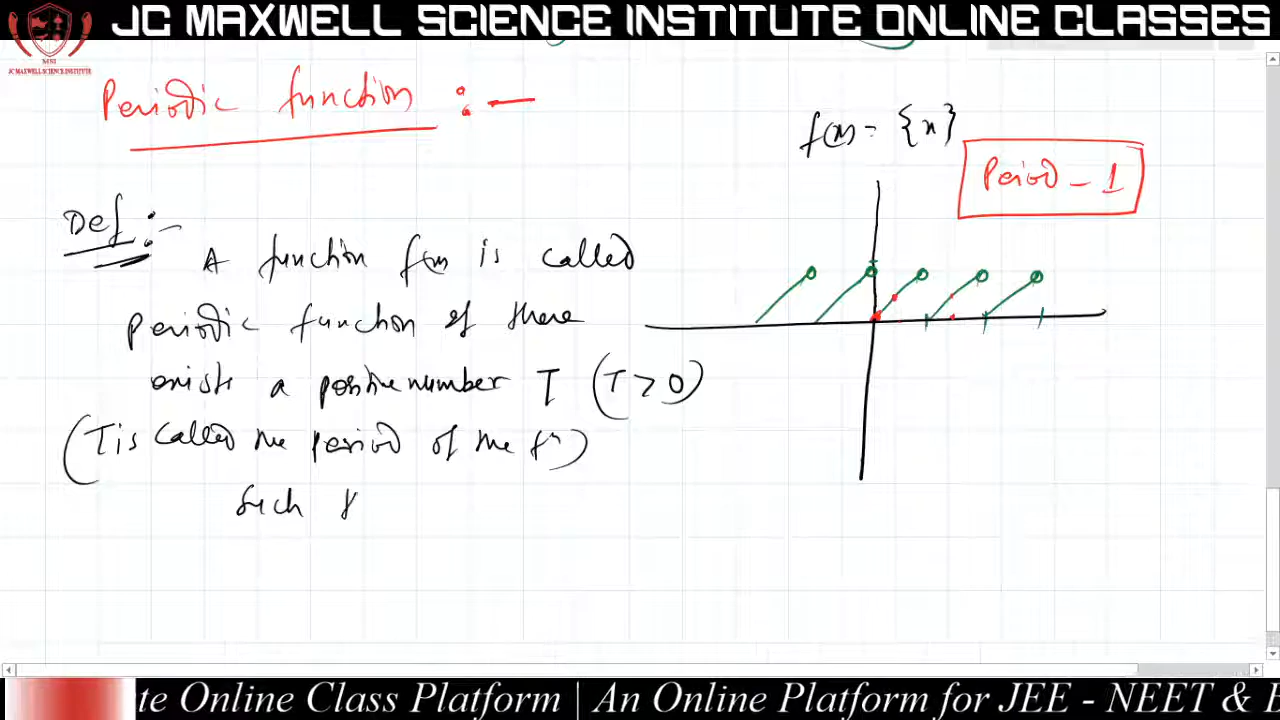 JC MAXWELL SCIENCE INSTITUTE ONLINE CLASSES
MSI
JC MAXWELL SCIENCE INSTITUTE
Periodic function :-
f(x) = {x}
Period - 1
Def :-
A function f(x) is called
periodic function if there
exists a positive number T (T > 0)
(T is called the period of the fn)
Such
te Online Class Platform | An Online Platform for JEE - NEET & B